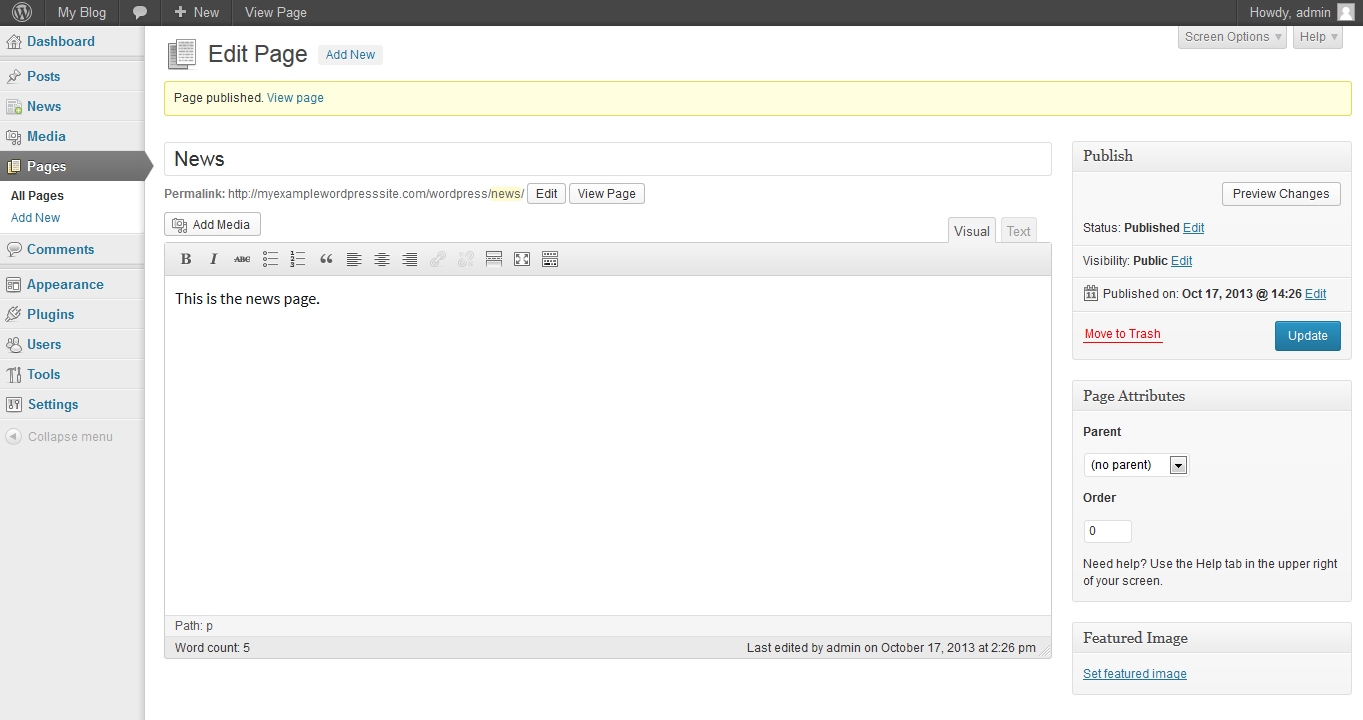 My Blog
New
View Page
Howdy, admin
Dashboard
Posts
News
Media
Pages
All Pages
Add New
Comments
Appearance
Plugins
Users
Tools
Settings
Collapse menu
Screen Options
Help
Edit Page
Add New
Page published. View page
News
Permalink: http://myexamplewordpresssite.com/wordpress/news/ Edit View Page
Add Media
Visual
Text
B I ABC
This is the news page.
Path: p
Word count: 5
Last edited by admin on October 17, 2013 at 2:26 pm
Publish
Preview Changes
Status: Published Edit
Visibility: Public Edit
Published on: Oct 17, 2013 @ 14:26 Edit
Move to Trash
Update
Page Attributes
Parent
(no parent)
Order
0
Need help? Use the Help tab in the upper right
of your screen.
Featured Image
Set featured image